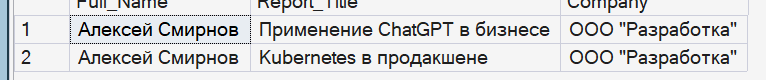 Full_Name Report_Title Company
1 Алексей Смирнов Применение ChatGPT в бизнесе ООО "Разработка"
2 Алексей Смирнов Kubernetes в продакшене ООО "Разработка"